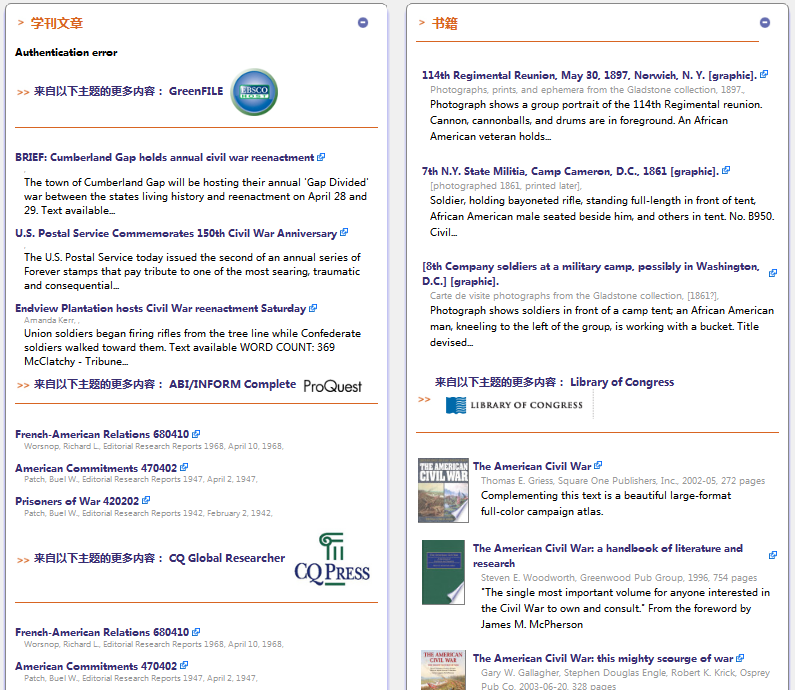 > 学刊文章
Authentication error
>> 来自以下主题的更多内容： GreenFILE
EBSCO
HOST
BRIEF: Cumberland Gap holds annual civil war reenactment
The town of Cumberland Gap will be hosting their annual 'Gap Divided'
war between the states living history and reenactment on April 28 and
29. Text available...
U.S. Postal Service Commemorates 150th Civil War Anniversary
The U.S. Postal Service today issued the second of an annual series of
Forever stamps that pay tribute to one of the most searing, traumatic
and consequential...
Endview Plantation hosts Civil War reenactment Saturday
Amanda Kerr, ,
Union soldiers began firing rifles from the tree line while Confederate
soldiers walked toward them. Text available WORD COUNT: 369
McClatchy - Tribune...
>> 来自以下主题的更多内容： ABI/INFORM Complete ProQuest
French-American Relations 680410
Worsnop, Richard L., Editorial Research Reports 1968, April 10, 1968,
American Commitments 470402
Patch, Buel W., Editorial Research Reports 1947, April 2, 1947,
Prisoners of War 420202
Patch, Buel W., Editorial Research Reports 1942, February 2, 1942,
>> 来自以下主题的更多内容： CQ Global Researcher
CQ PRESS
French-American Relations 680410
Worsnop, Richard L., Editorial Research Reports 1968, April 10, 1968,
American Commitments 470402
Patch, Buel W., Editorial Research Reports 1947, April 2, 1947,
> 书籍
114th Regimental Reunion, May 30, 1897, Norwich, N. Y. [graphic].
Photographs, prints, and ephemera from the Gladstone collection, 1897.,
Photograph shows a group portrait of the 114th Regimental reunion.
Cannon, cannonballs, and drums are in foreground. An African
American veteran holds...
7th N.Y. State Militia, Camp Cameron, D.C., 1861 [graphic].
[photographed 1861, printed later],
Soldier, holding bayoneted rifle, standing full-length in front of tent,
African American male seated beside him, and others in tent. No. B950.
Civil...
[8th Company soldiers at a military camp, possibly in Washington,
D.C.] [graphic].
Carte de visite photographs from the Gladstone collection, [1861?],
Photograph shows soldiers in front of a camp tent; an African American
man, kneeling to the left of the group, is working with a bucket. Title
devised...
来自以下主题的更多内容： Library of Congress
>> LIBRARY OF CONGRESS
THE AMERICAN
CIVIL WAR
The American Civil War
Thomas E. Griess, Square One Publishers, Inc., 2002-05, 272 pages
Complementing this text is a beautiful large-format
full-color campaign atlas.
The American Civil War: a handbook of literature and
research
Steven E. Woodworth, Greenwood Pub Group, 1996, 754 pages
"The single most important volume for anyone interested in
the Civil War to own and consult." From the foreword by
James M. McPherson
THE AMERICAN
CIVIL WAR
The American Civil War: this mighty scourge of war
Gary W. Gallagher, Stephen Douglas Engle, Robert K. Krick, Osprey
Pub Co, 2003-06-20, 328 pages